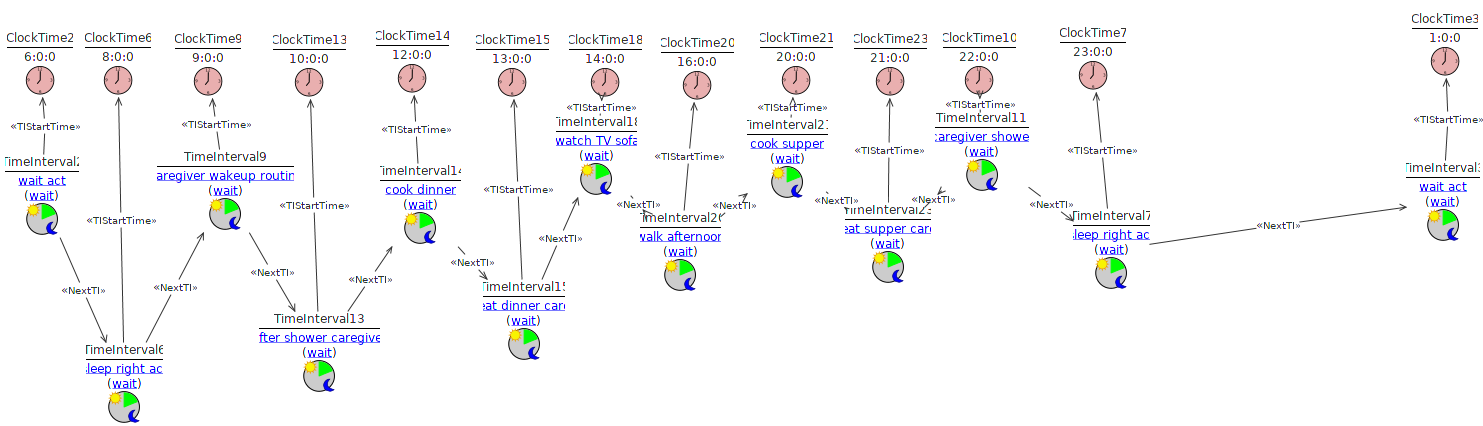 ClockTime2
6:0:0
«TIStartTime»
TimeInterval2
wait act
(wait)
«NextTI»
ClockTime6
8:0:0
«TIStartTime»
TimeInterval6
sleep right ac
(wait)
«NextTI»
ClockTime9
9:0:0
«TIStartTime»
TimeInterval9
aregiver wakeup routin
(wait)
«NextTI»
ClockTime13
10:0:0
«TIStartTime»
TimeInterval13
fter shower caregive
(wait)
«NextTI»
ClockTime14
12:0:0
«TIStartTime»
TimeInterval14
cook dinner
(wait)
«NextTI»
ClockTime15
13:0:0
«TIStartTime»
TimeInterval15
eat dinner care
(wait)
«NextTI»
ClockTime18
14:0:0
«TIStartTime»
TimeInterval18
watch TV sofa
(wait)
«NextTI»
ClockTime20
16:0:0
«TIStartTime»
TimeInterval20
walk afternoon
(wait)
«NextTI»
ClockTime21
20:0:0
«TIStartTime»
TimeInterval21
cook supper
(wait)
«NextTI»
ClockTime23
21:0:0
«TIStartTime»
TimeInterval23
eat supper care
(wait)
«NextTI»
ClockTime10
22:0:0
«TIStartTime»
TimeInterval11
caregiver showe
(wait)
«NextTI»
ClockTime7
23:0:0
«TIStartTime»
TimeInterval7
sleep right ac
(wait)
«NextTI»
ClockTime3
1:0:0
«TIStartTime»
TimeInterval3
wait act
(wait)